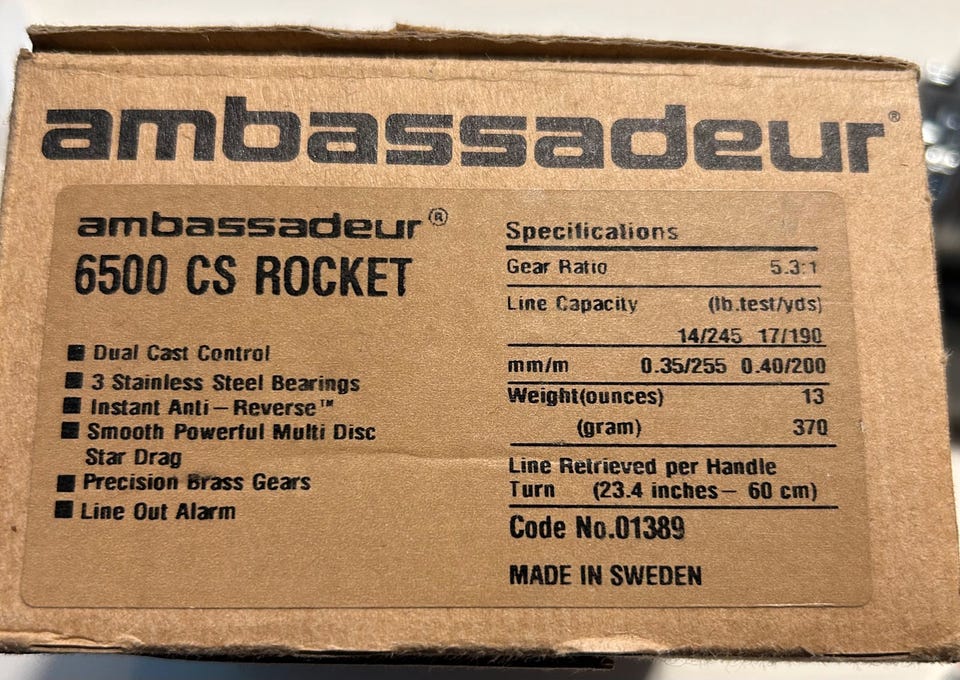 ambassadeur®
ambassadeur®
6500 CS ROCKET
Dual Cast Control
3 Stainless Steel Bearings
Instant Anti–Reverse™
Smooth Powerful Multi Disc
Star Drag
Precision Brass Gears
Line Out Alarm
Specifications
Gear Ratio 5.3:1
Line Capacity (lb.test/yds)
14/245 17/190
mm/m 0.35/255 0.40/200
Weight(ounces) 13
(gram) 370
Line Retrieved per Handle
Turn (23.4 inches– 60 cm)
Code No.01389
MADE IN SWEDEN